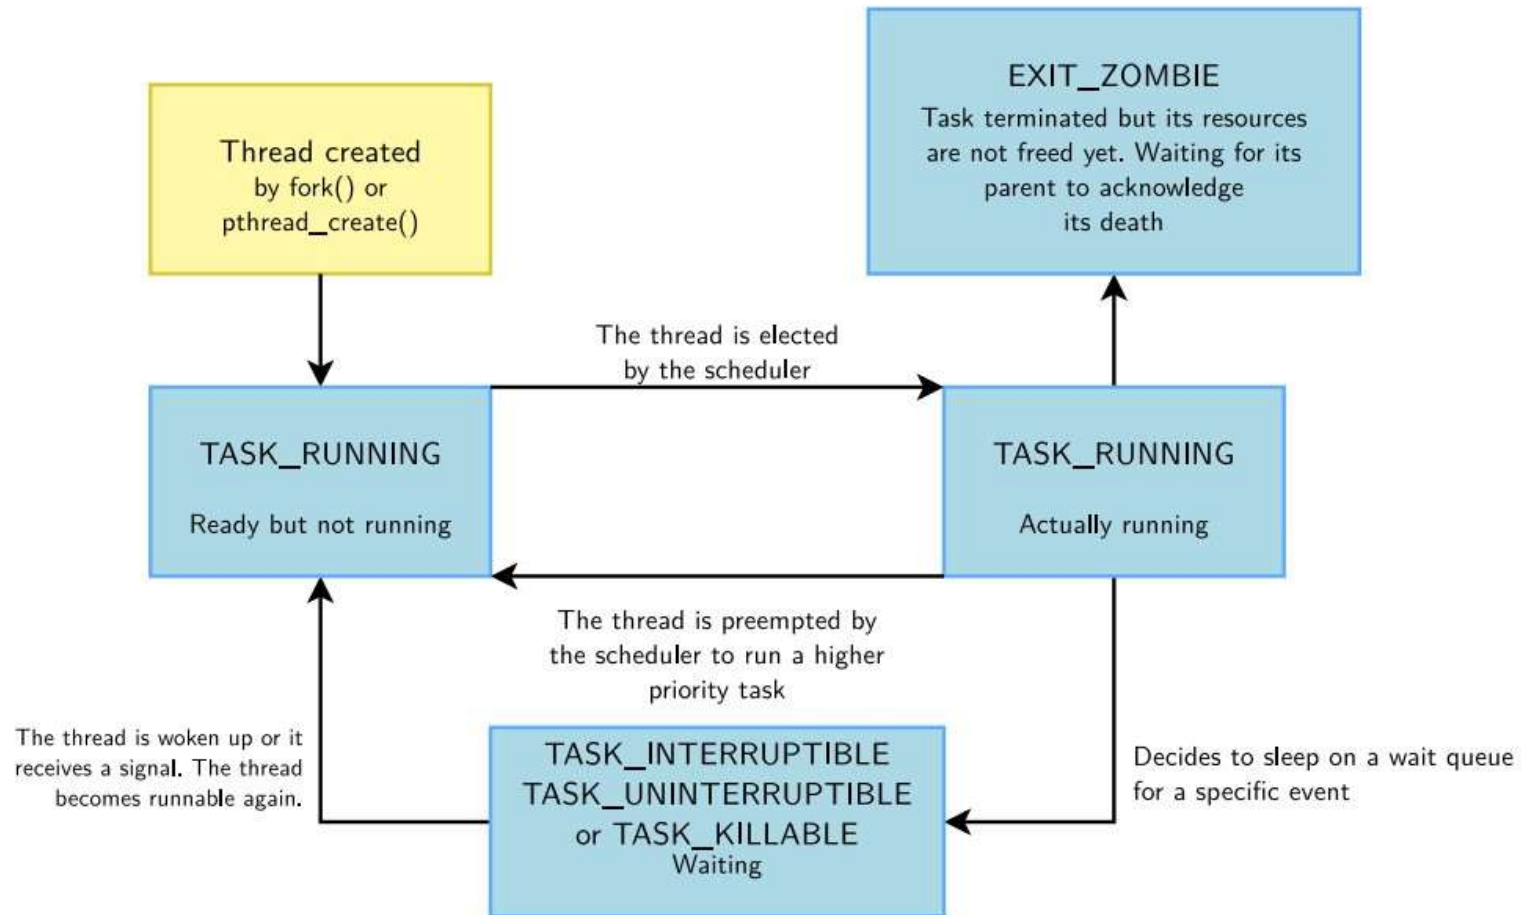 EXIT_ZOMBIE
Task terminated but its resources
are not freed yet. Waiting for its
parent to acknowledge
its death
Thread created
by fork() or
pthread_create()
The thread is elected
by the scheduler
TASK_RUNNING
Ready but not running
TASK_RUNNING
Actually running
The thread is preempted by
the scheduler to run a higher
priority task
The thread is woken up or it
receives a signal. The thread
becomes runnable again.
TASK_INTERRUPTIBLE
TASK_UNINTERRUPTIBLE
or TASK_KILLABLE
Waiting
Decides to sleep on a wait queue
for a specific event